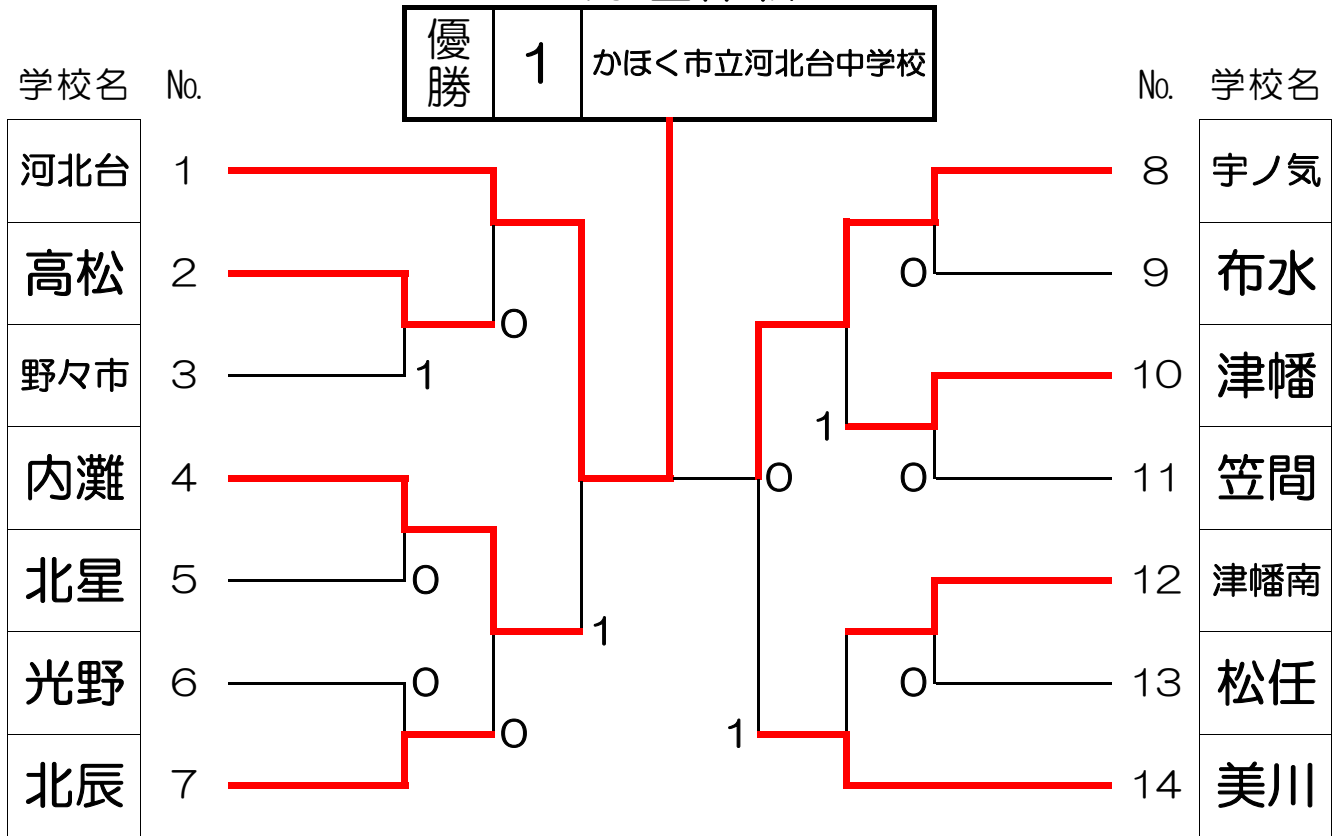 優勝 1 かほく市立河北台中学校
学校名 No. No. 学校名
河北台 1 8 宇ノ気
高松 2 0 9 布水
0
野々市 3 1 10 津幡
1
内灘 4 0 0 11 笠間
北星 5 0 12 津幡南
1
光野 6 0 0 13 松任
0 1
北辰 7 14 美川